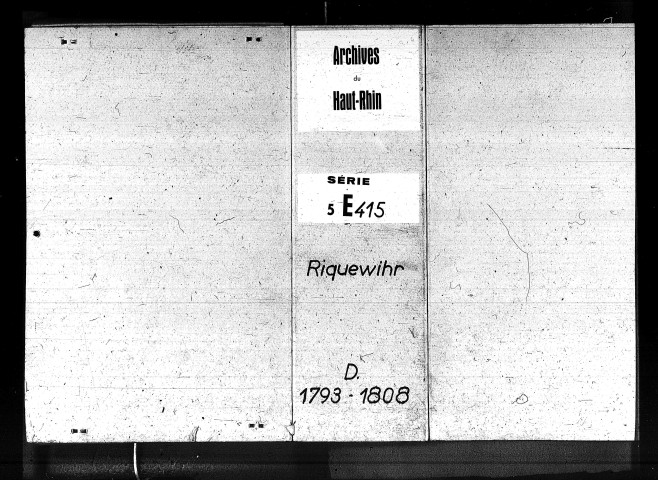 Archives
du
Haut-Rhin
SÉRIE
5 E 415
Riquewihr
D.
1793 - 1808